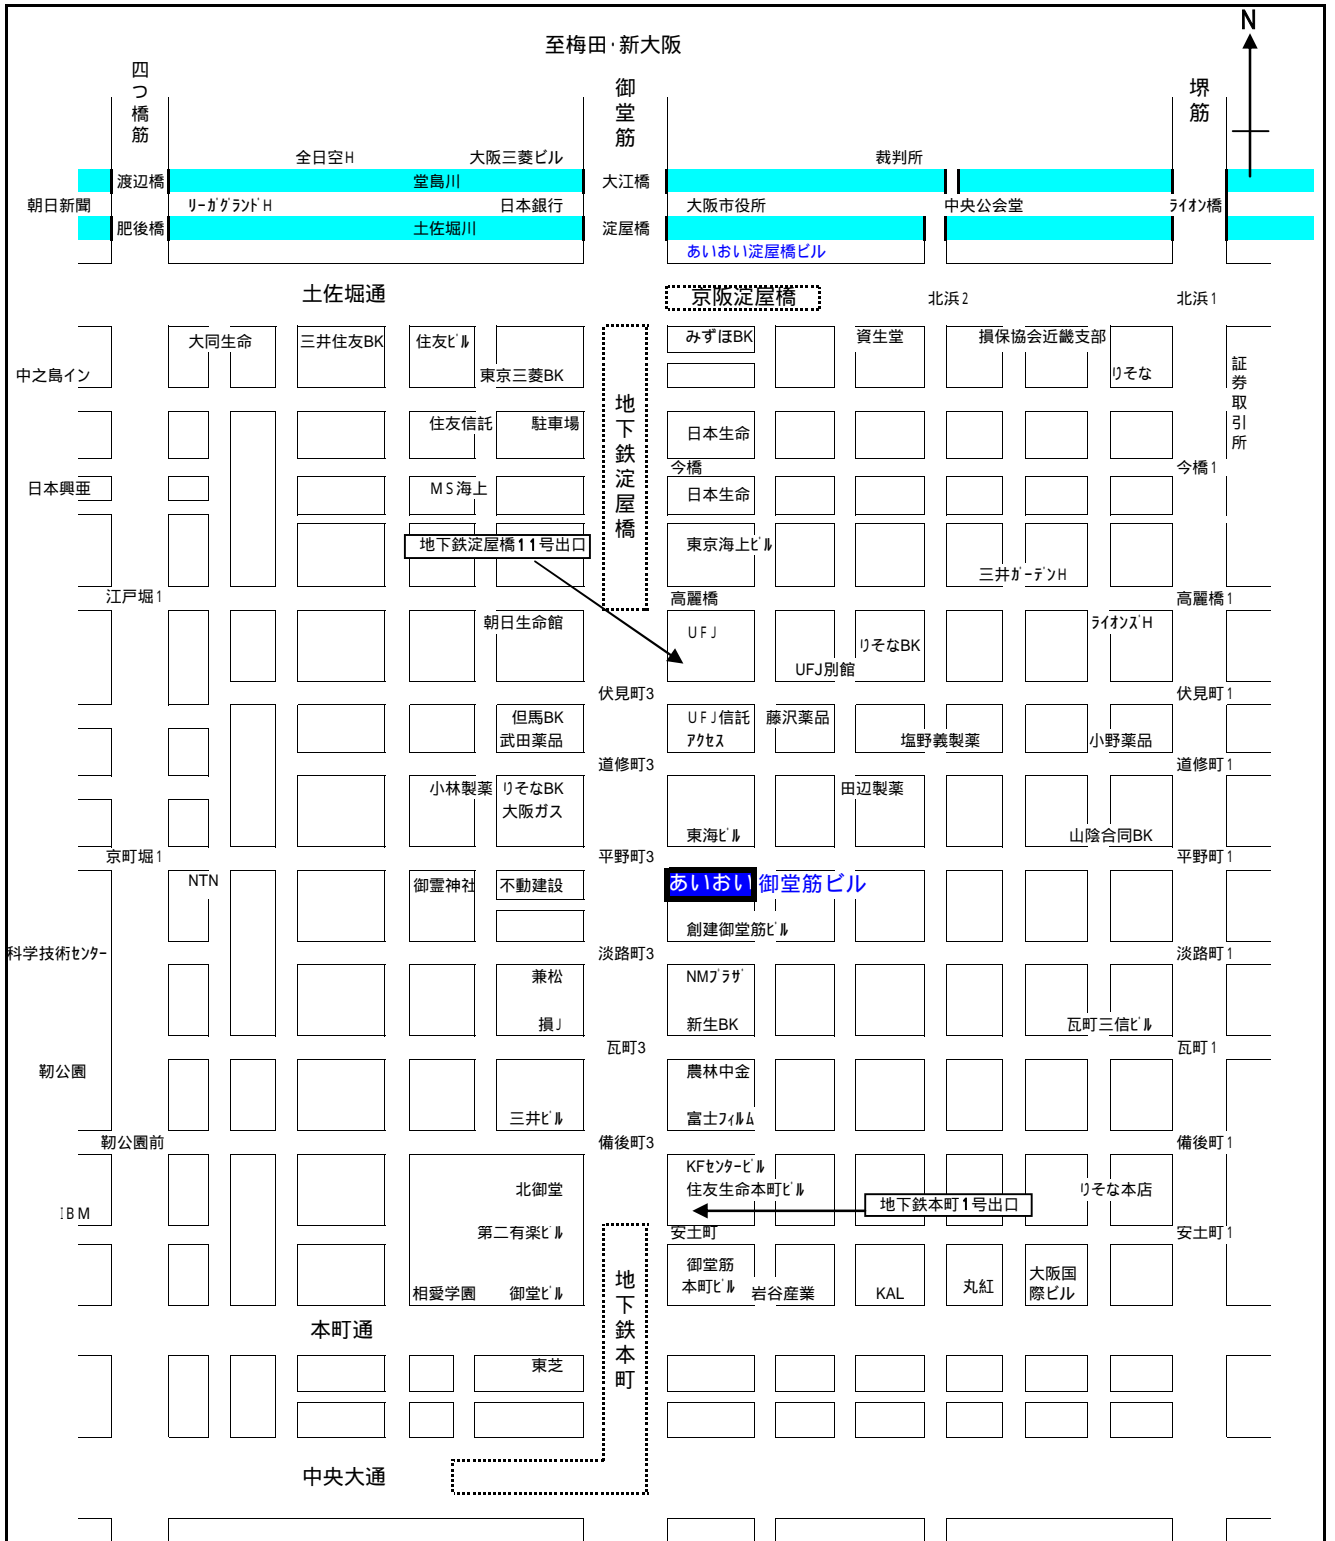 N
至梅田･新大阪
四つ橋筋
御堂筋
堺筋
全日空H
大阪三菱ビル
裁判所
渡辺橋
堂島川
大江橋
朝日新聞
ﾘｰｶﾞｸﾞﾗﾝﾄﾞH
日本銀行
大阪市役所
中央公会堂
ﾗｲｵﾝ橋
肥後橋
土佐堀川
淀屋橋
あいおい淀屋橋ビル
土佐堀通
京阪淀屋橋
北浜2
北浜1
大同生命
三井住友BK
住友ﾋﾞﾙ
みずほBK
資生堂
損保協会近畿支部
中之島イン
東京三菱BK
りそな
証券取引所
地下鉄淀屋橋
住友信託
駐車場
日本生命
今橋
今橋1
日本興亜
MS海上
日本生命
地下鉄淀屋橋11号出口
東京海上ﾋﾞﾙ
三井ｶﾞｰﾃﾞﾝH
江戸堀1
高麗橋
高麗橋1
朝日生命館
UFJ
ﾗｲｵﾝｽﾞH
りそなBK
UFJ別館
伏見町3
伏見町1
但馬BK
UFJ信託
藤沢薬品
武田薬品
ｱｸｾｽ
塩野義製薬
小野薬品
道修町3
道修町1
小林製薬
りそなBK
田辺製薬
大阪ガス
東海ﾋﾞﾙ
山陰合同BK
京町堀1
平野町3
平野町1
NTN
御霊神社
不動建設
あいおい御堂筋ビル
創建御堂筋ﾋﾞﾙ
科学技術ｾﾝﾀｰ
淡路町3
淡路町1
兼松
NMﾌﾟﾗｻﾞ
損J
新生BK
瓦町三信ﾋﾞﾙ
瓦町3
瓦町1
靭公園
農林中金
三井ﾋﾞﾙ
富士ﾌｨﾙﾑ
靭公園前
備後町3
備後町1
KFｾﾝﾀｰﾋﾞﾙ
北御堂
住友生命本町ﾋﾞﾙ
りそな本店
地下鉄本町1号出口
IBM
第二有楽ﾋﾞﾙ
安土町
安土町1
地下鉄本町
御堂筋
本町ﾋﾞﾙ
大阪国
際ビル
相愛学園
御堂ﾋﾞﾙ
岩谷産業
KAL
丸紅
本町通
東芝
中央大通